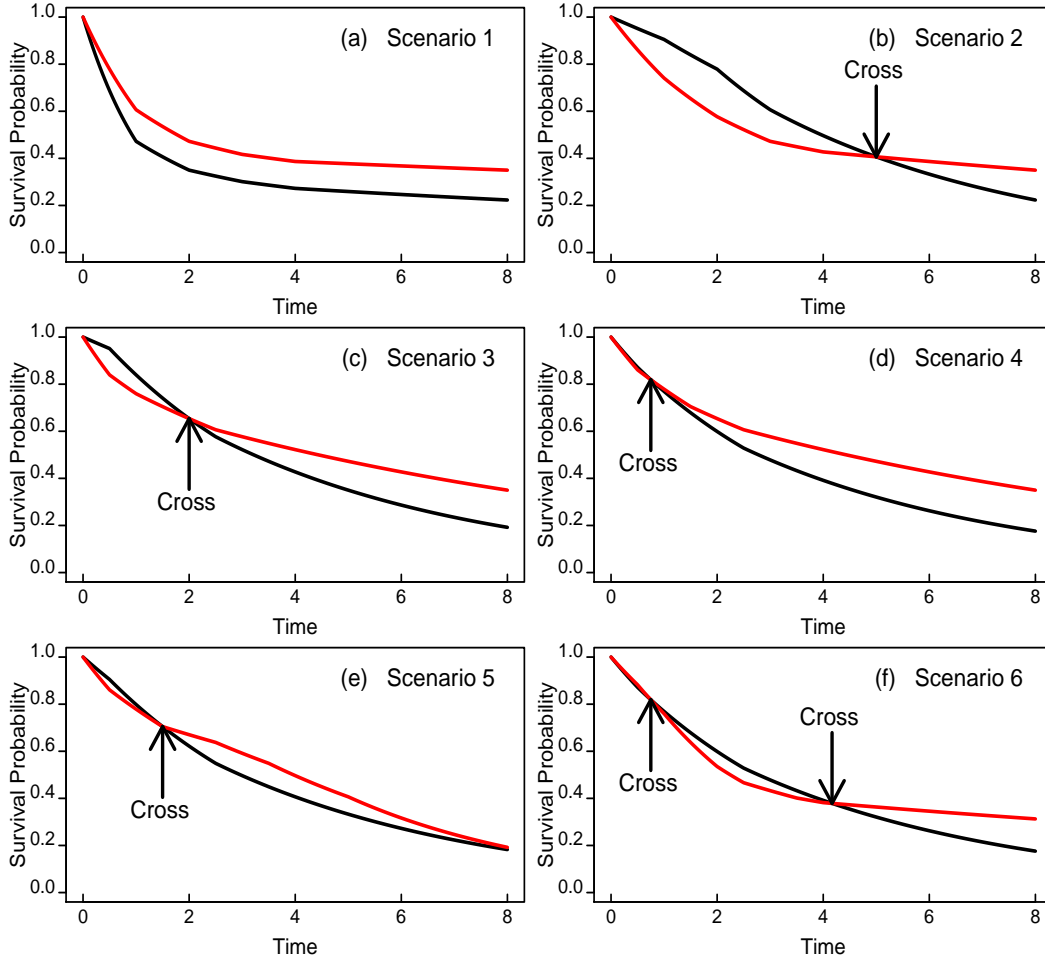 (a) Scenario 1
Survival Probability
1.0
0.8
0.6
0.4
0.2
0.0
0 2 4 6 8
Time
(b) Scenario 2
Cross
Survival Probability
1.0
0.8
0.6
0.4
0.2
0.0
0 2 4 6 8
Time
(c) Scenario 3
Cross
Survival Probability
1.0
0.8
0.6
0.4
0.2
0.0
0 2 4 6 8
Time
(d) Scenario 4
Cross
Survival Probability
1.0
0.8
0.6
0.4
0.2
0.0
0 2 4 6 8
Time
(e) Scenario 5
Cross
Survival Probability
1.0
0.8
0.6
0.4
0.2
0.0
0 2 4 6 8
Time
(f) Scenario 6
Cross
Cross
Survival Probability
1.0
0.8
0.6
0.4
0.2
0.0
0 2 4 6 8
Time